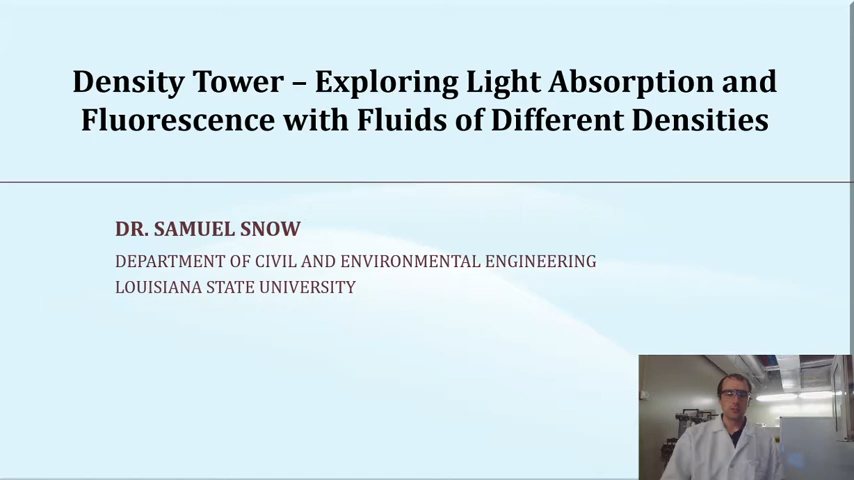 Density Tower – Exploring Light Absorption and
Fluorescence with Fluids of Different Densities
DR. SAMUEL SNOW
DEPARTMENT OF CIVIL AND ENVIRONMENTAL ENGINEERING
LOUISIANA STATE UNIVERSITY